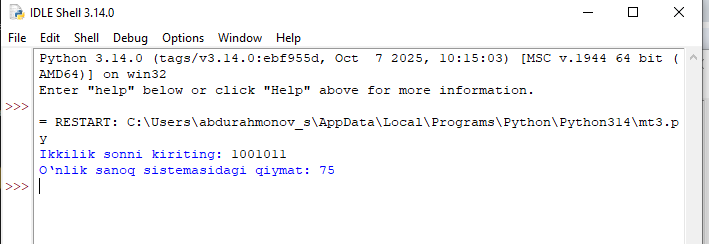 IDLE Shell 3.14.0
File Edit Shell Debug Options Window Help
Python 3.14.0 (tags/v3.14.0:ebf955d, Oct  7 2025, 10:15:03) [MSC v.1944 64 bit (
AMD64)] on win32
Enter "help" below or click "Help" above for more information.
>>>
= RESTART: C:\Users\abdurahmonov_s\AppData\Local\Programs\Python\Python314\mt3.p
y
Ikkilik sonni kiriting: 1001011
O‘nlik sanoq sistemasidagi qiymat: 75
>>>